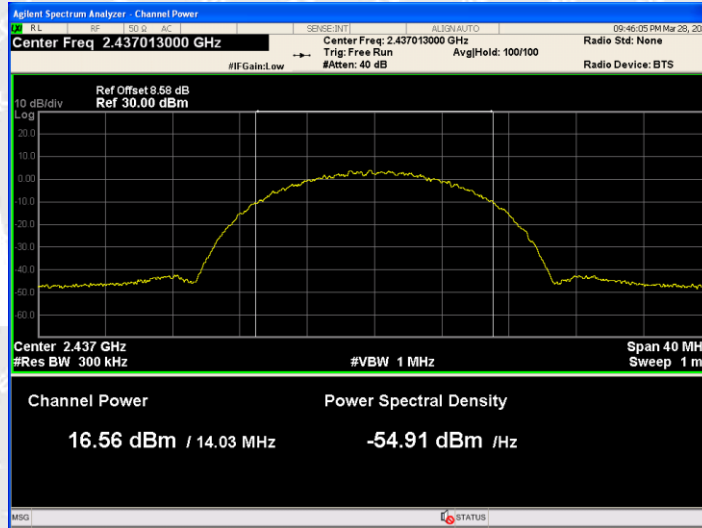 Agilent Spectrum Analyzer - Channel Power
RL RF 50 Ω AC SENSE:INT ALIGN AUTO 09:46:05 PM Mar 28, 20
Center Freq 2.437013000 GHz Center Freq: 2.437013000 GHz Radio Std: None
Trig: Free Run Avg|Hold: 100/100
#IFGain:Low #Atten: 40 dB Radio Device: BTS
Ref Offset 8.58 dB
10 dB/div Ref 30.00 dBm
Log
20.0
10.0
0.00
-10.0
-20.0
-30.0
-40.0
-50.0
-60.0
Center 2.437 GHz Span 40 MH
#Res BW 300 kHz #VBW 1 MHz Sweep 1 m
Channel Power Power Spectral Density
16.56 dBm / 14.03 MHz -54.91 dBm /Hz
MSG STATUS